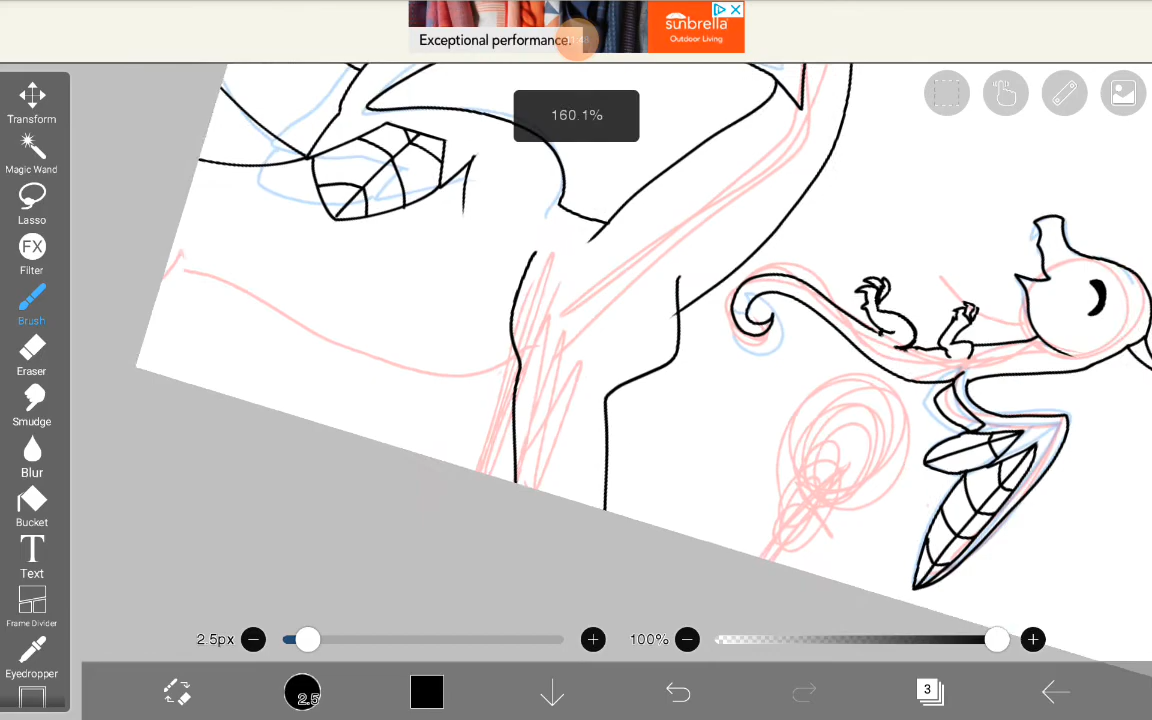 sunbrella
Outdoor Living
Exceptional performance.
160.1%
Transform
Magic Wand
Lasso
FX
Filter
Brush
Eraser
Smudge
Blur
Bucket
T
Text
Frame Divider
Eyedropper
2.5px
100%
2.5
3